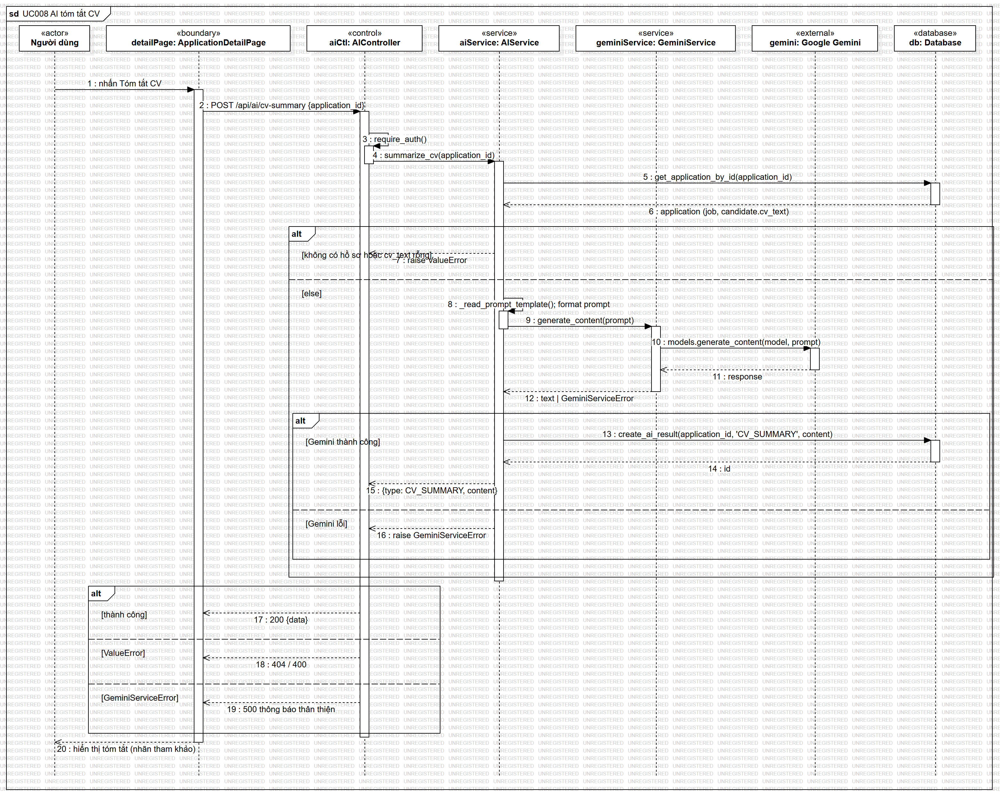 sd UC008 AI tóm tắt CV
«actor»
Người dùng
«boundary»
detailPage: ApplicationDetailPage
«control»
aiCtl: AIController
«service»
aiService: AIService
«service»
geminiService: GeminiService
«external»
gemini: Google Gemini
«database»
db: Database
1 : nhấn Tóm tắt CV
2 : POST /api/ai/cv-summary {application_id}
3 : require_auth()
4 : summarize_cv(application_id)
5 : get_application_by_id(application_id)
6 : application (job, candidate.cv_text)
alt
[không có hồ sơ hoặc cv_text rỗng]
7 : raise ValueError
[else]
8 : _read_prompt_template(); format prompt
9 : generate_content(prompt)
10 : models.generate_content(model, prompt)
11 : response
12 : text | GeminiServiceError
alt
[Gemini thành công]
13 : create_ai_result(application_id, 'CV_SUMMARY', content)
14 : id
15 : {type: CV_SUMMARY, content}
[Gemini lỗi]
16 : raise GeminiServiceError
alt
[thành công]
17 : 200 {data}
[ValueError]
18 : 404 / 400
[GeminiServiceError]
19 : 500 thông báo thân thiện
20 : hiển thị tóm tắt (nhãn tham khảo)
UNREGISTERED